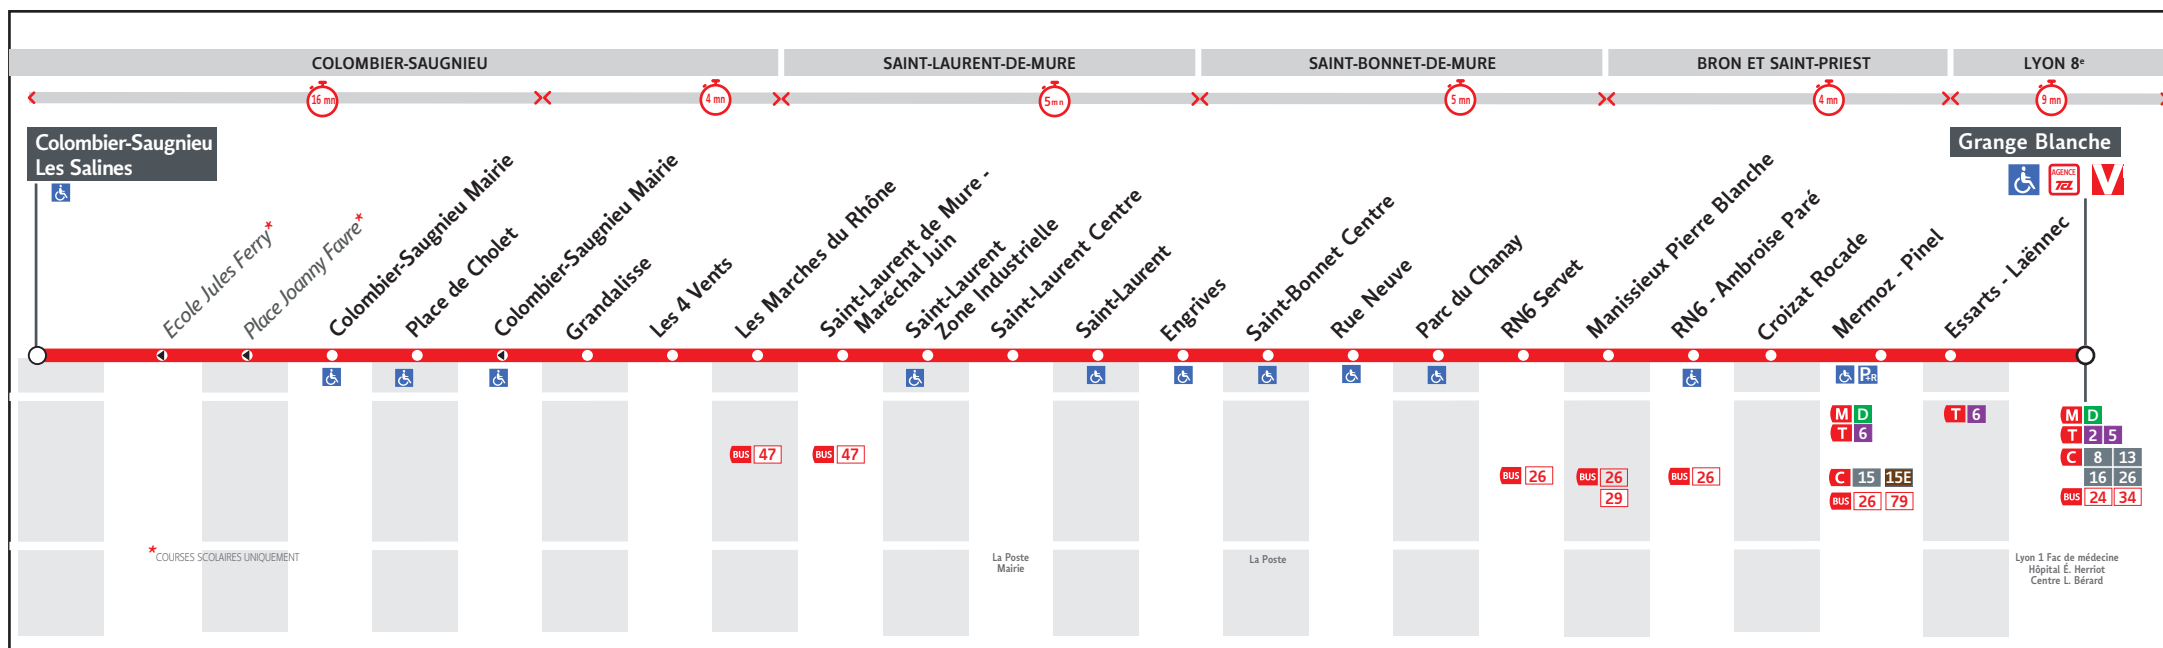 COLOMBIER-SAUGNIEU
SAINT-LAURENT-DE-MURE
SAINT-BONNET-DE-MURE
BRON ET SAINT-PRIEST
LYON 8e
16 mn
4 mn
5 mn
5 mn
4 mn
9 mn
Colombier-Saugnieu
Les Salines
Grange Blanche
AGENCE
TCL
V
Ecole Jules Ferry*
Place Joanny Favre*
Colombier-Saugnieu Mairie
Place de Cholet
Colombier-Saugnieu Mairie
Grandalisse
Les 4 Vents
Les Marches du Rhône
Saint-Laurent de Mure -
Maréchal Juin
Saint-Laurent
Zone Industrielle
Saint-Laurent Centre
Saint-Laurent
Engrives
Saint-Bonnet Centre
Rue Neuve
Parc du Chanay
RN6 Servet
Manissieux Pierre Blanche
RN6 - Ambroise Paré
Croizat Rocade
Mermoz - Pinel
Essarts - Laënnec
P+R
M D
T 6
T 6
M D
T 2 5
BUS 47
BUS 47
C 8 13
BUS 26
BUS 26
29
BUS 26
C 15 15E
BUS 26 79
16 26
BUS 24 34
*COURSES SCOLAIRES UNIQUEMENT
La Poste
Mairie
La Poste
Lyon 1 Fac de médecine
Hôpital É. Herriot
Centre L. Bérard